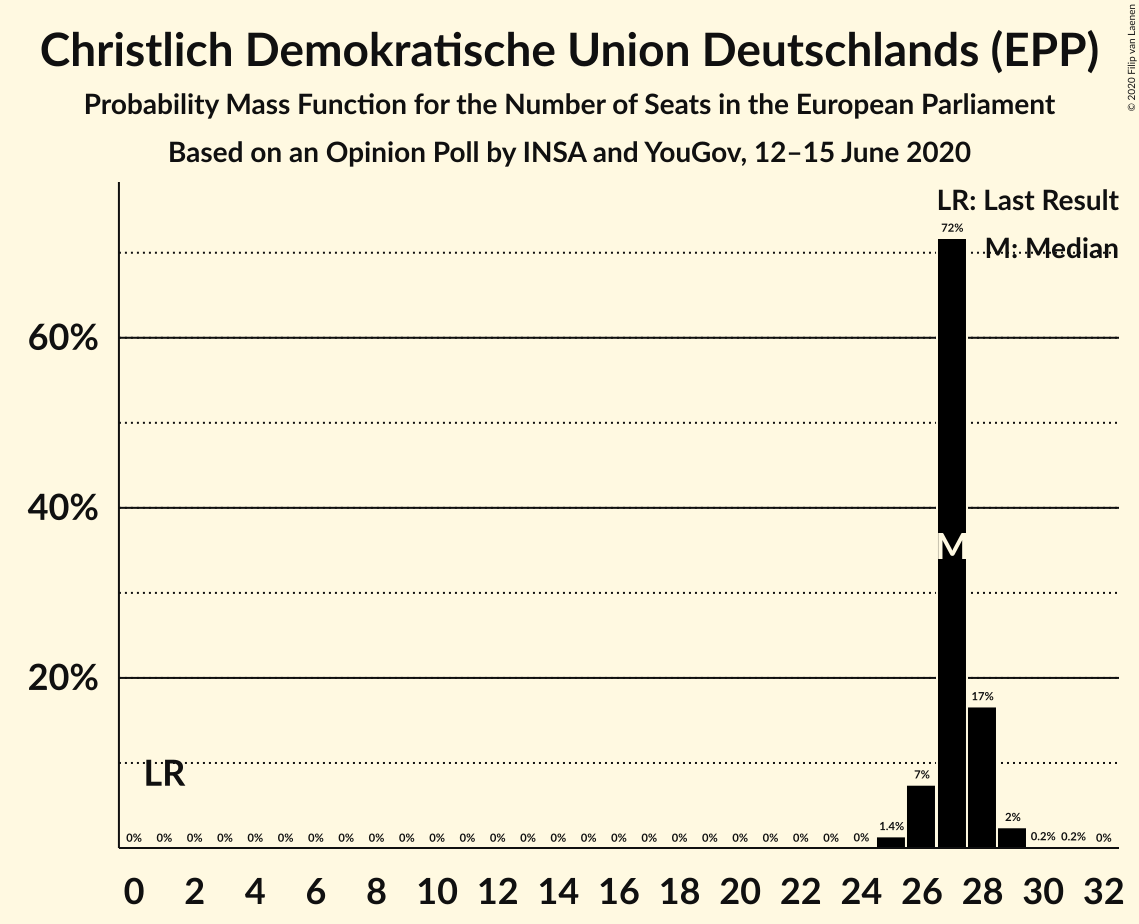 Christlich Demokratische Union Deutschlands (EPP)
Probability Mass Function for the Number of Seats in the European Parliament
Based on an Opinion Poll by INSA and YouGov, 12–15 June 2020
© 2020 Filip van Laenen
LR: Last Result
M: Median
60%
40%
20%
LR
M
0% 0% 0% 0% 0% 0% 0% 0% 0% 0% 0% 0% 0% 0% 0% 0% 0% 0% 0% 0% 0% 0% 0% 0% 0% 1.4% 7% 72% 17% 2% 0.2% 0.2% 0%
0 2 4 6 8 10 12 14 16 18 20 22 24 26 28 30 32